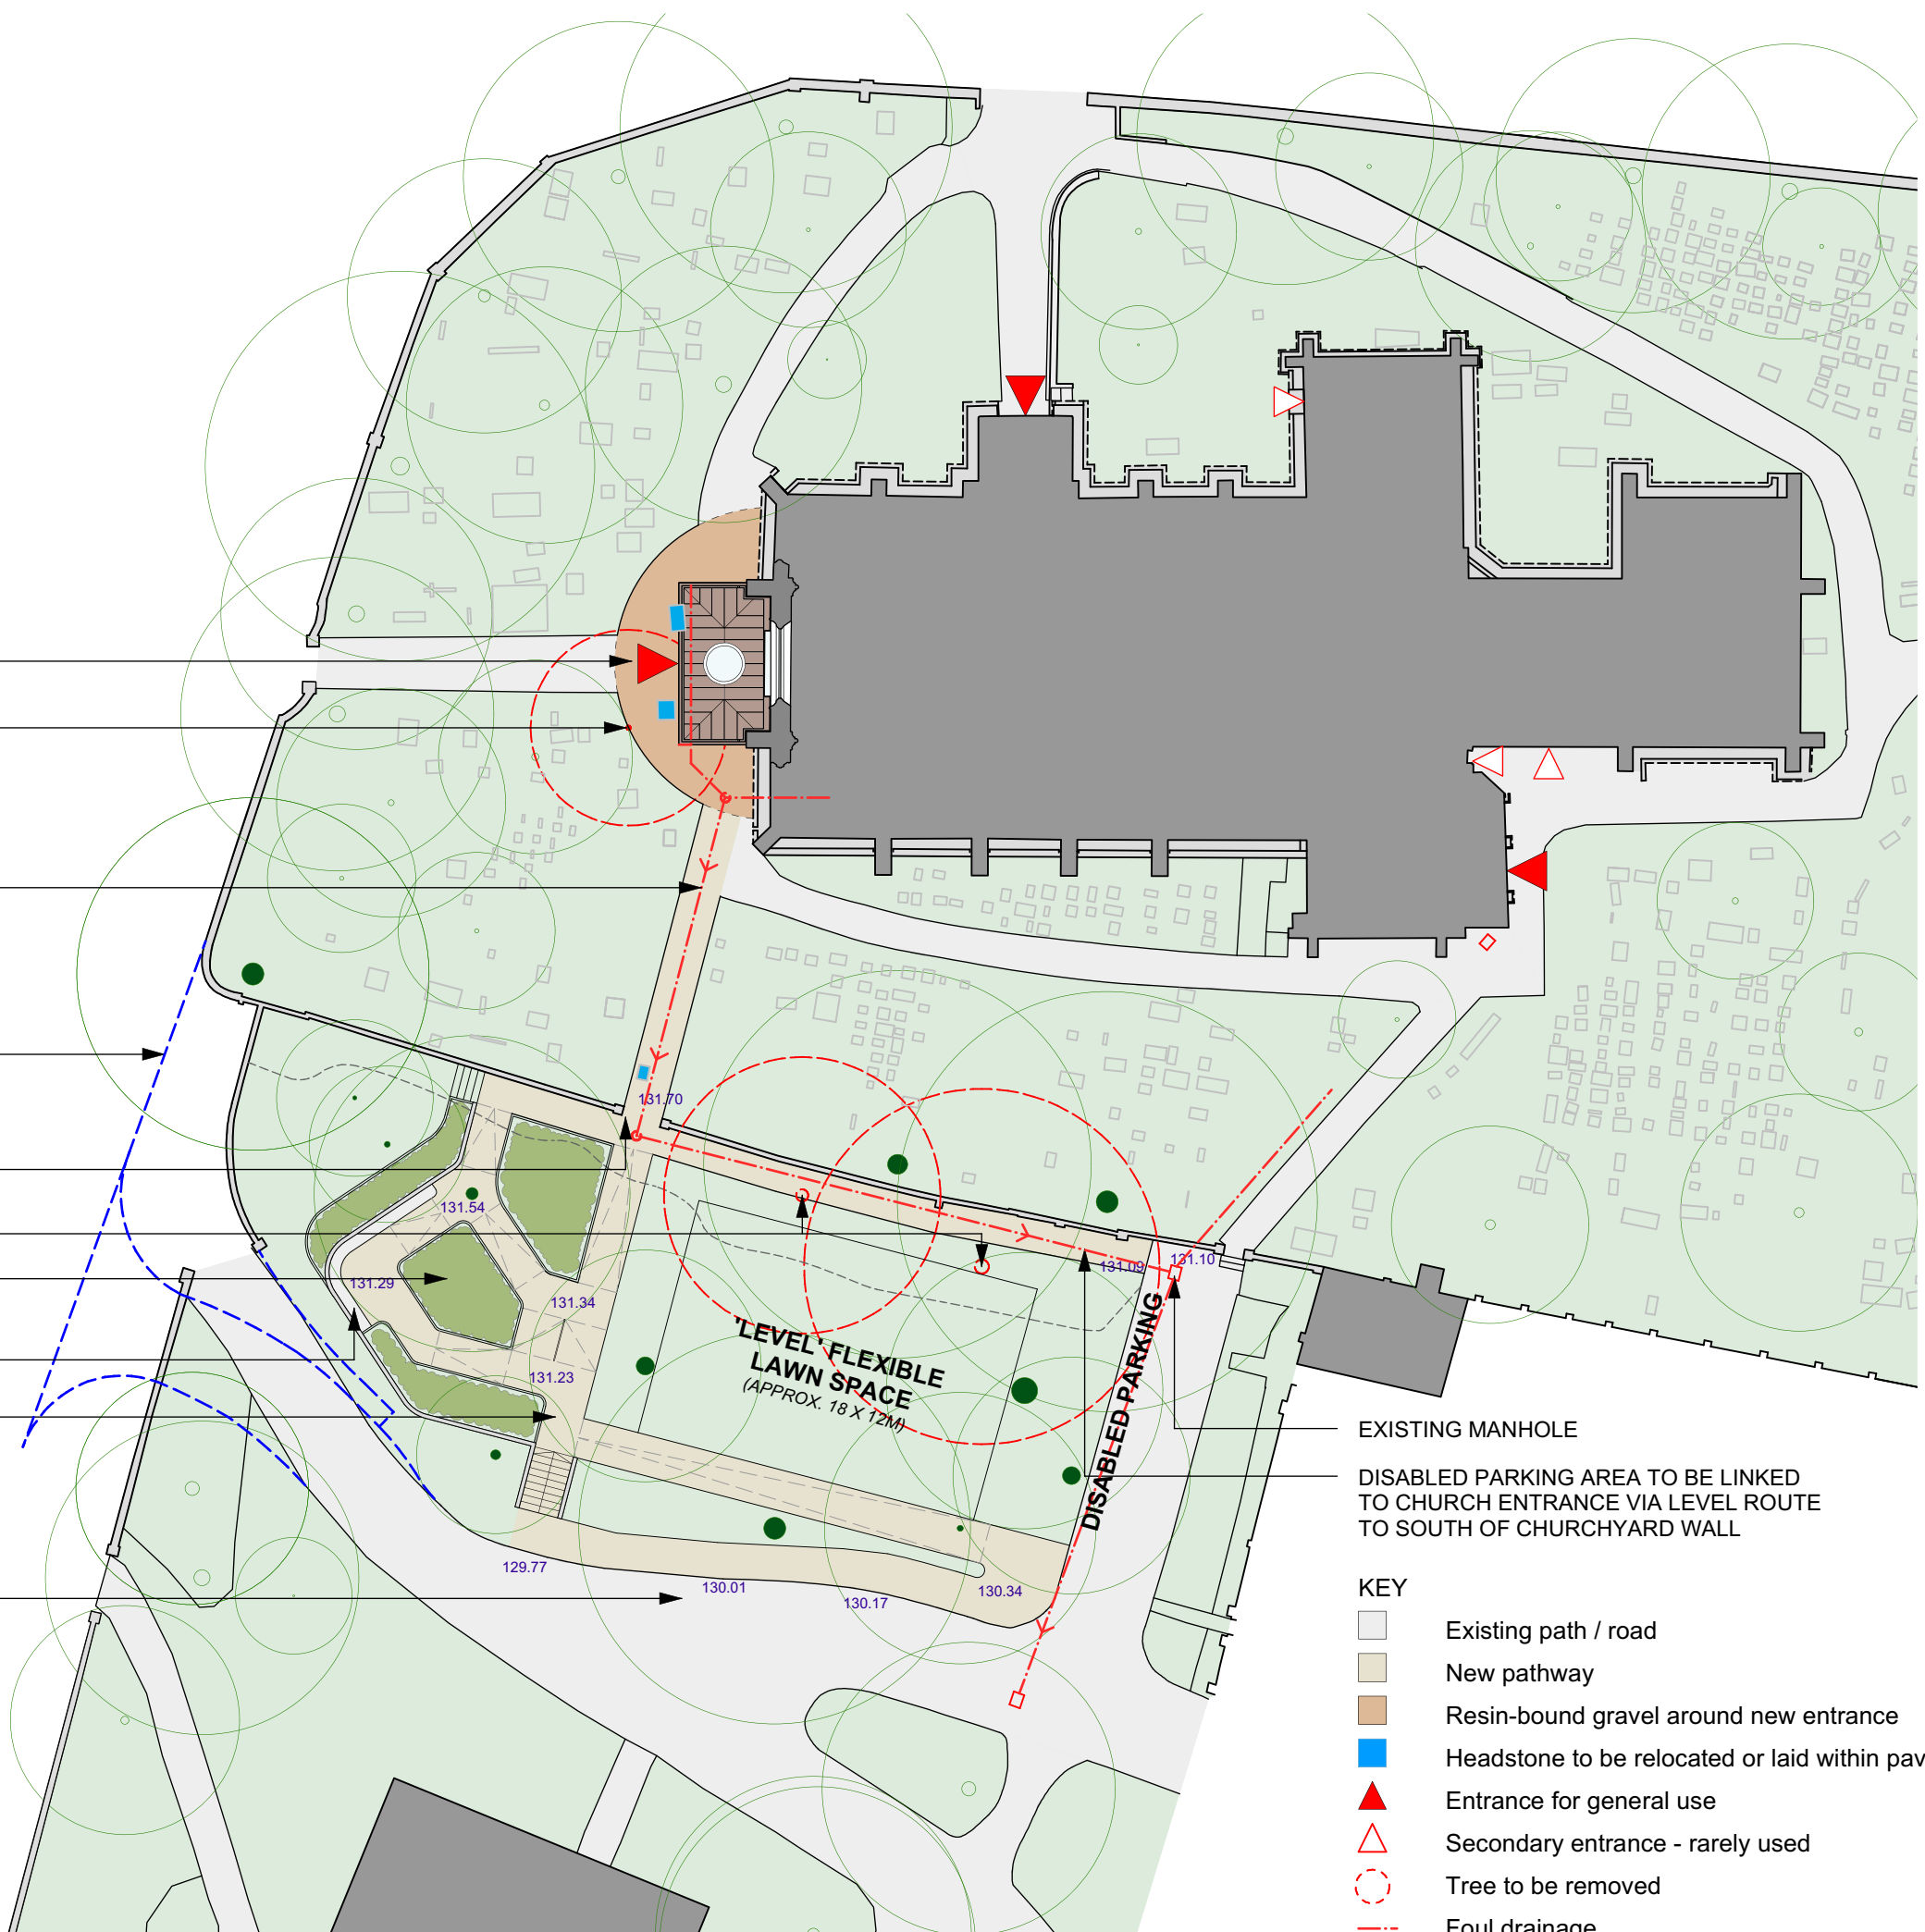 131.70
131.54
131.09
131.10
131.29
131.34
'LEVEL' FLEXIBLE
LAWN SPACE
(APPROX. 18 X 12M)
DISABLED PARKING
131.23
129.77
130.01
130.17
130.34
EXISTING MANHOLE
DISABLED PARKING AREA TO BE LINKED
TO CHURCH ENTRANCE VIA LEVEL ROUTE
TO SOUTH OF CHURCHYARD WALL
KEY
Existing path / road
New pathway
Resin-bound gravel around new entrance
Headstone to be relocated or laid within pav
Entrance for general use
Secondary entrance - rarely used
Tree to be removed
Foul drainage